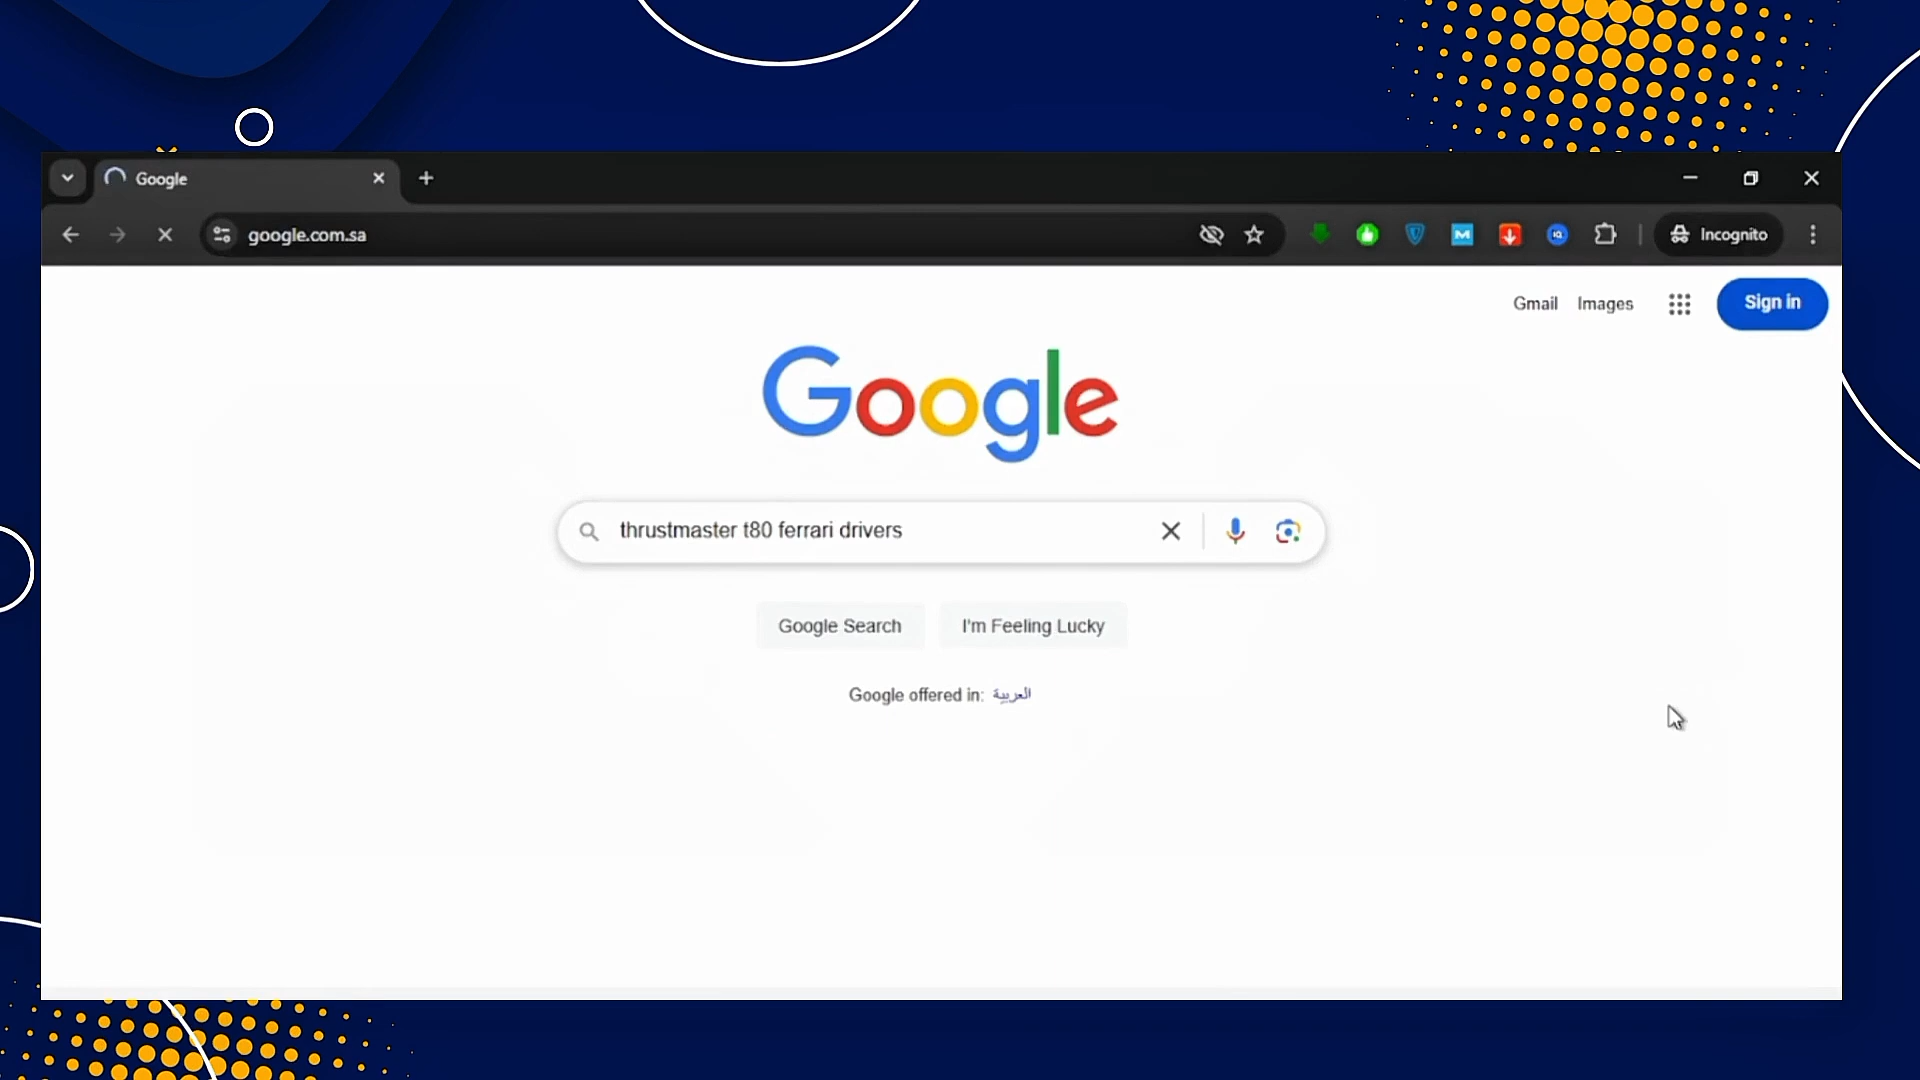 Google
google.com.sa
Incognito
Gmail Images Sign in
Google
thrustmaster t80 ferrari drivers
Google Search I'm Feeling Lucky
Google offered in: العربية